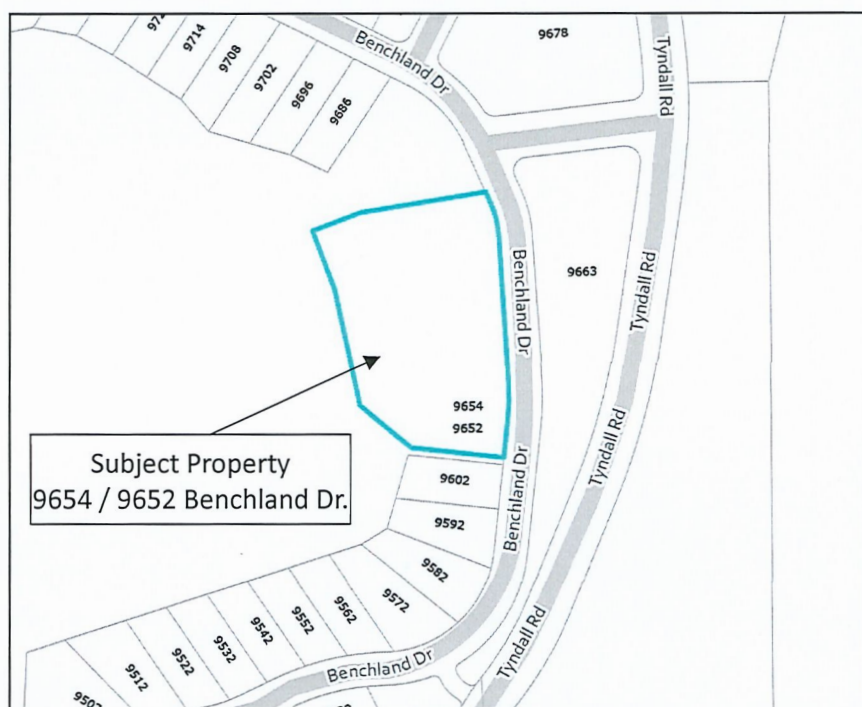 9714
9708
9702
9696
9686
Benchland Dr
9678
Tyndall Rd
Benchland Dr
9663
Tyndall Rd
9654
9652
Subject Property
9654 / 9652 Benchland Dr.
Tyndall Rd
Benchland Dr
9602
9592
9582
9572
9562
9552
9542
9532
9522
9512
Benchland Dr
Tyndall Rd